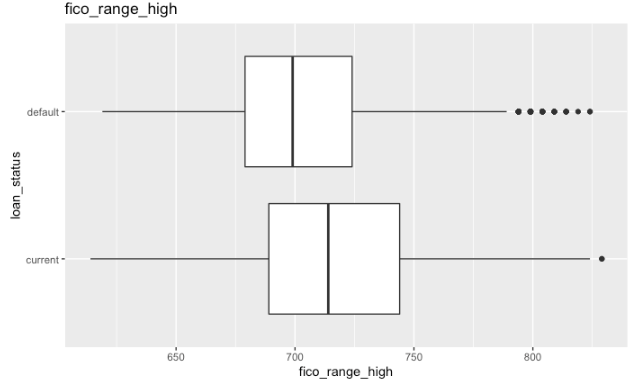 fico_range_high
default
loan_status
current
650
700
750
800
fico_range_high